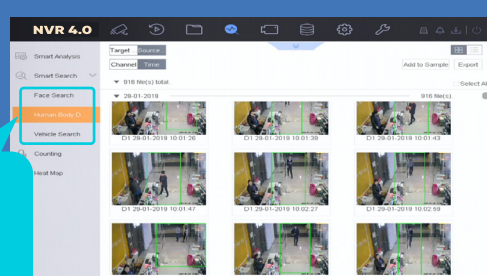 NVR 4.0
Smart Analysis
Smart Search
Face Search
Human Body D...
Vehicle Search
Counting
Heat Map
Target Source
Channel Time
Add to Sample Export
916 file(s) total.
Select Al
29-01-2019
916 file(s)
D1 29-01-2019 10:01:26
D1 29-01-2019 10:01:38
D1 29-01-2019 10:01:43
D1 29-01-2019 10:01:47
D1 29-01-2019 10:02:27
D1 29-01-2019 10:02:59